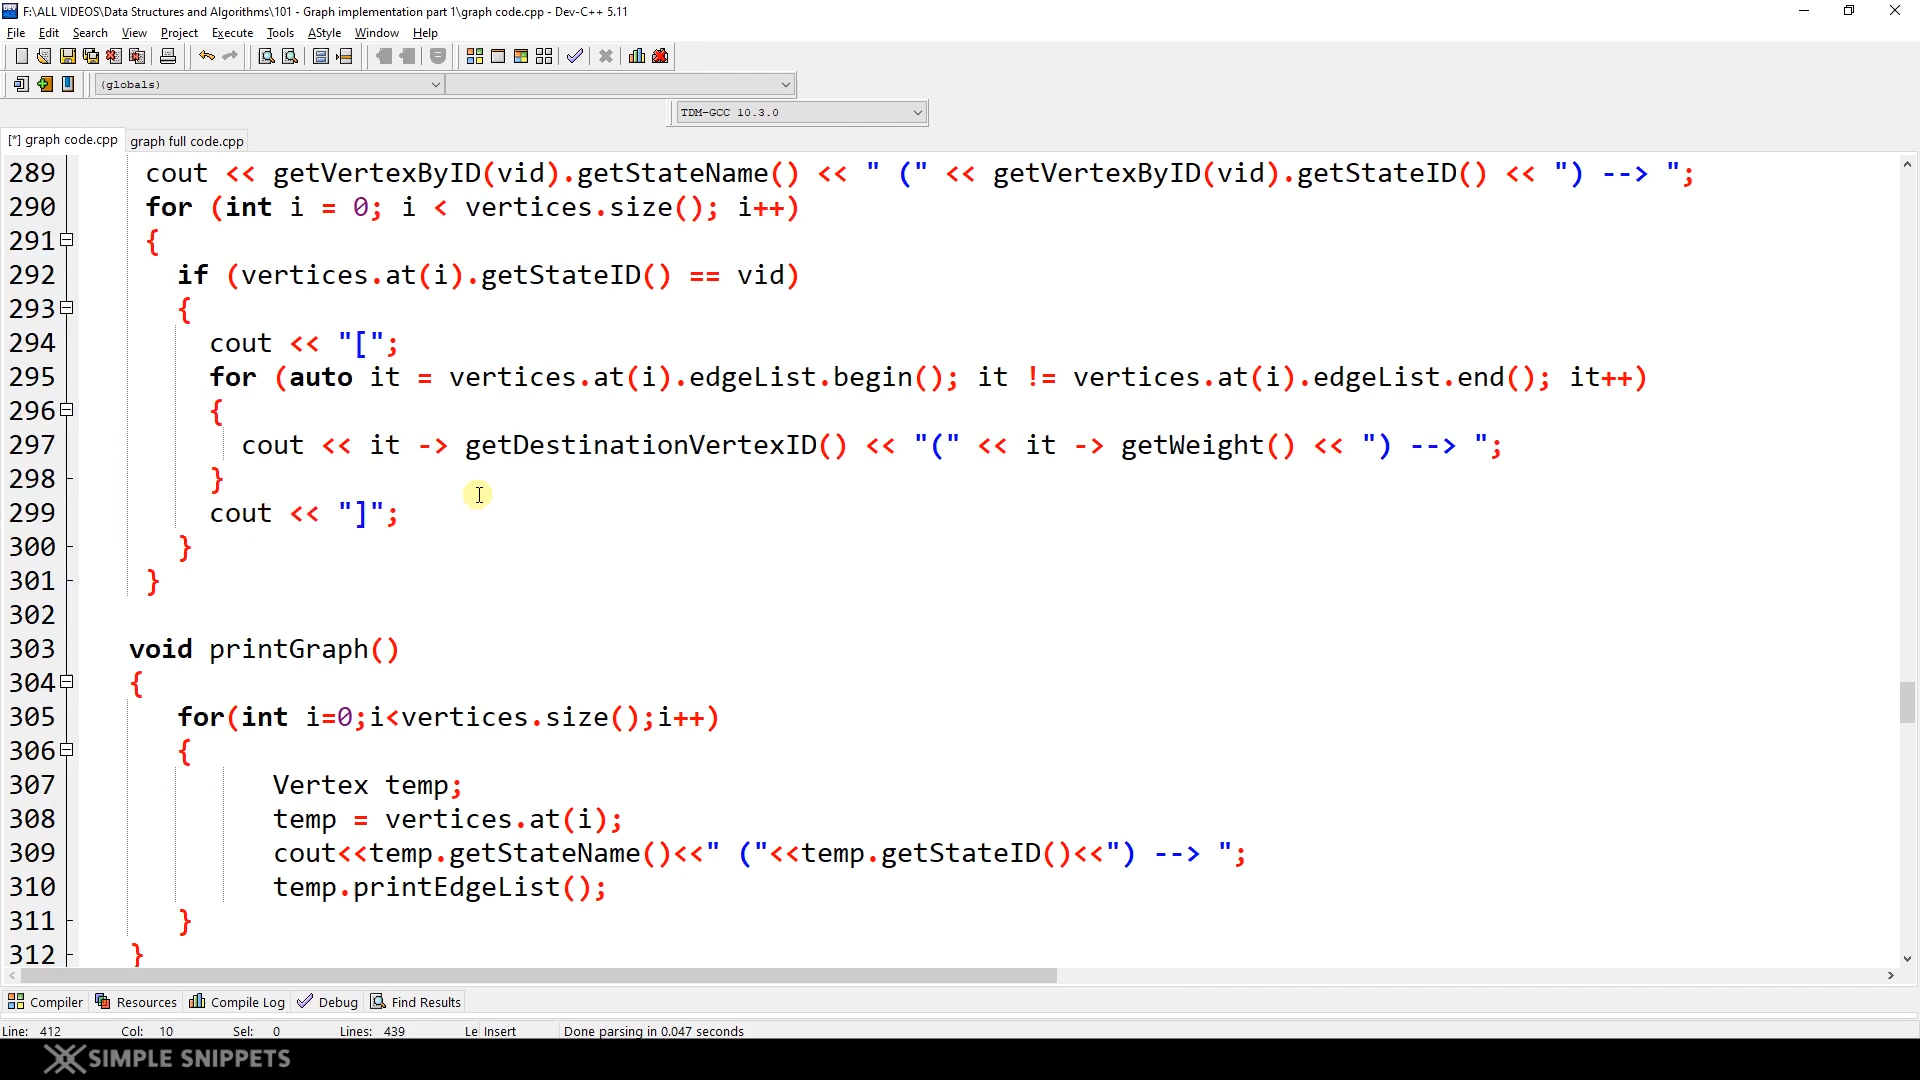 F:\ALL VIDEOS\Data Structures and Algorithms\101 - Graph implementation part 1\graph code.cpp - Dev-C++ 5.11
File Edit Search View Project Execute Tools AStyle Window Help
(globals)
TDM-GCC 10.3.0
[*] graph code.cpp graph full code.cpp
289 cout << getVertexByID(vid).getStateName() << " (" << getVertexByID(vid).getStateID() << ") --> ";
290 for (int i = 0; i < vertices.size(); i++)
291 {
292 if (vertices.at(i).getStateID() == vid)
293 {
294 cout << "[";
295 for (auto it = vertices.at(i).edgeList.begin(); it != vertices.at(i).edgeList.end(); it++)
296 {
297 cout << it -> getDestinationVertexID() << "(" << it -> getWeight() << ") --> ";
298 }
299 cout << "]";
300 }
301 }
302
303 void printGraph()
304 {
305 for(int i=0;i<vertices.size();i++)
306 {
307 Vertex temp;
308 temp = vertices.at(i);
309 cout<<temp.getStateName()<<" ("<<temp.getStateID()<<") --> ";
310 temp.printEdgeList();
311 }
312 }
Compiler Resources Compile Log Debug Find Results
Line: 412 Col: 10 Sel: 0 Lines: 439 Le Insert Done parsing in 0.047 seconds
SIMPLE SNIPPETS